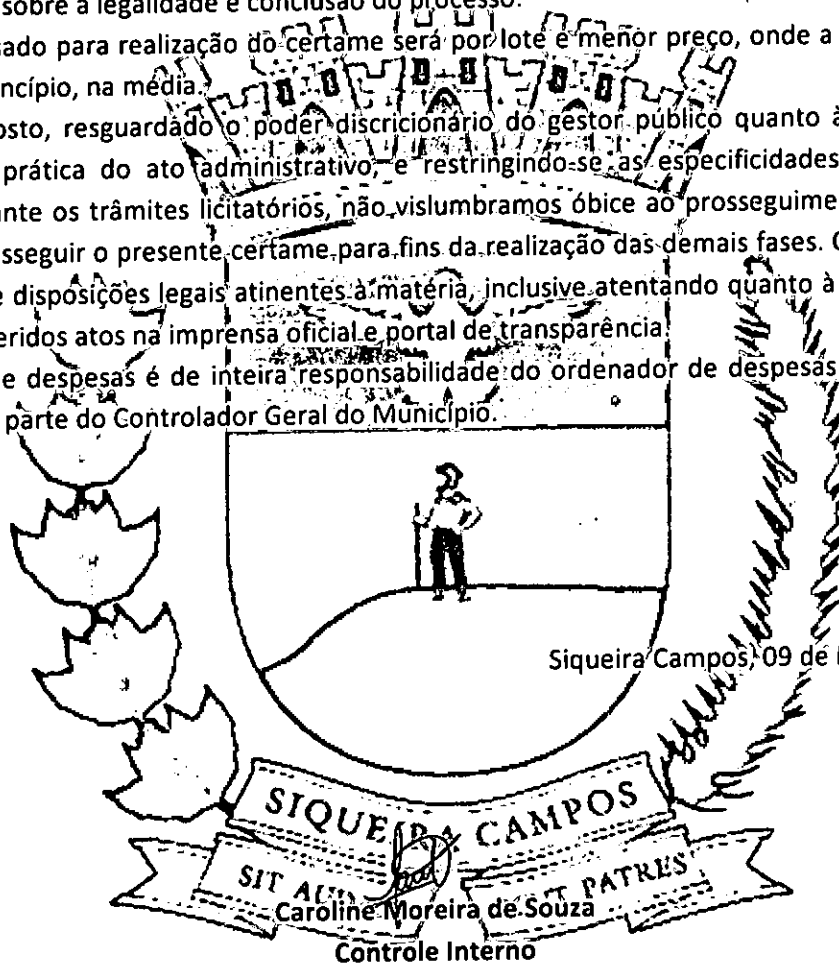 sobre a legalidade e conclusão do processo.
sado para realização do certame será por lote e menor preço, onde a
ncípio, na média.
osto, resguardado o poder discricionário do gestor público quanto à
prática do ato administrativo, e restringindo-se as especificidades
ante os trâmites licitatórios, não vislumbramos óbice ao prosseguime
sseguir o presente certame para fins da realização das demais fases.
e disposições legais atinentes à matéria, inclusive atentando quanto à
eridos atos na imprensa oficial e portal de transparência.
e despesas é de inteira responsabilidade do ordenador de despesas
parte do Controlador Geral do Município.
Siqueira Campos, 09 de
SIQUEIRA CAMPOS
SIT PATRES
Caroline Moreira de Souza
Controle Interno